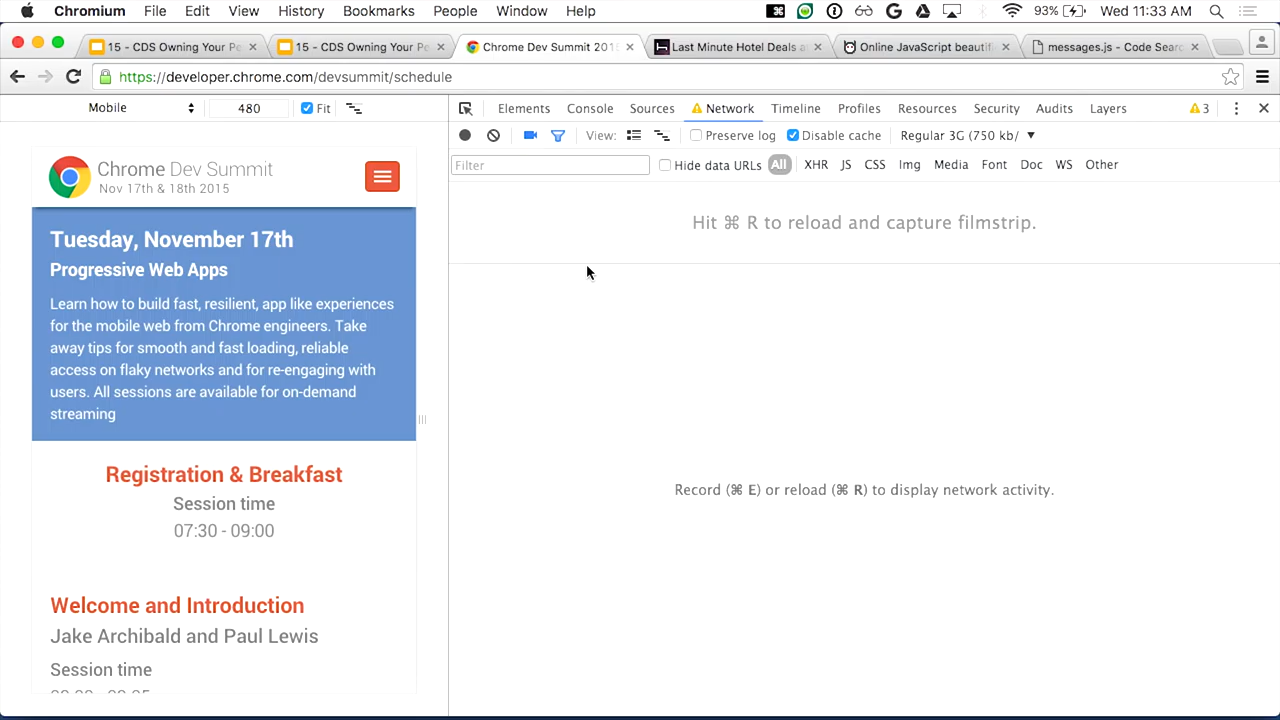 Chromium File Edit View History Bookmarks People Window Help 93% Wed 11:33 AM
15 - CDS Owning Your Pe
15 - CDS Owning Your P
Chrome Dev Summit 201
Last Minute Hotel Deals a
Online JavaScript beautif
messages.js - Code Searc
https://developer.chrome.com/devsummit/schedule
Mobile 480 Fit
Elements Console Sources Network Timeline Profiles Resources Security Audits Layers 3
View: Preserve log Disable cache Regular 3G (750 kb/
Filter Hide data URLs All XHR JS CSS Img Media Font Doc WS Other
Hit ⌘ R to reload and capture filmstrip.
Record (⌘ E) or reload (⌘ R) to display network activity.
Chrome Dev Summit
Nov 17th & 18th 2015
Tuesday, November 17th
Progressive Web Apps
Learn how to build fast, resilient, app like experiences
for the mobile web from Chrome engineers. Take
away tips for smooth and fast loading, reliable
access on flaky networks and for re-engaging with
users. All sessions are available for on-demand
streaming
Registration & Breakfast
Session time
07:30 - 09:00
Welcome and Introduction
Jake Archibald and Paul Lewis
Session time